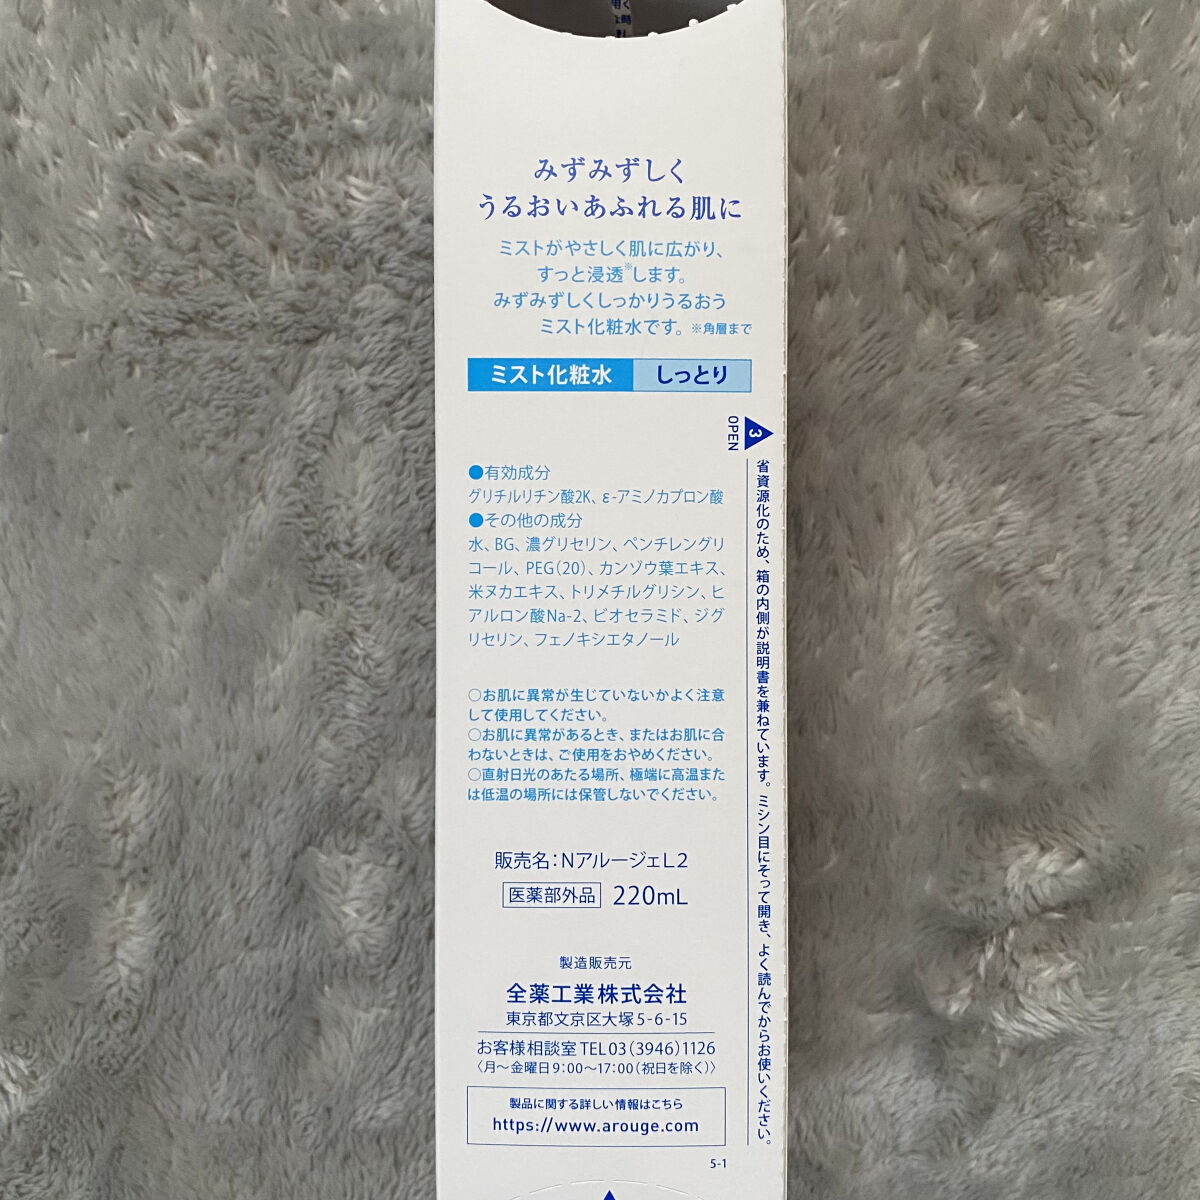 みずみずしく
うるおいあふれる肌に
ミストがやさしく肌に広がり、
すっと浸透※します。
みずみずしくしっかりうるおう
ミスト化粧水です。※角層まで
ミスト化粧水 しっとり
3
OPEN
●有効成分
グリチルリチン酸2K、ε-アミノカプロン酸
●その他の成分
水、BG、濃グリセリン、ペンチレングリ
コール、PEG(20)、カンゾウ葉エキス、
米ヌカエキス、トリメチルグリシン、ヒ
アルロン酸Na-2、ビオセラミド、ジグ
リセリン、フェノキシエタノール
○お肌に異常が生じていないかよく注意
して使用してください。
○お肌に異常があるとき、またはお肌に合
わないときは、ご使用をおやめください。
○直射日光のあたる場所、極端に高温また
は低温の場所には保管しないでください。
省資源化のため、箱の内側が説明書を兼ねています。ミシン目にそって開き、よく読んでからお使いください。
販売名：NアルージェL2
医薬部外品 220mL
製造販売元
全薬工業株式会社
東京都文京区大塚5-6-15
お客様相談室 TEL03(3946)1126
〈月～金曜日9:00～17:00(祝日を除く)〉
製品に関する詳しい情報はこちら
https://www.arouge.com
5-1